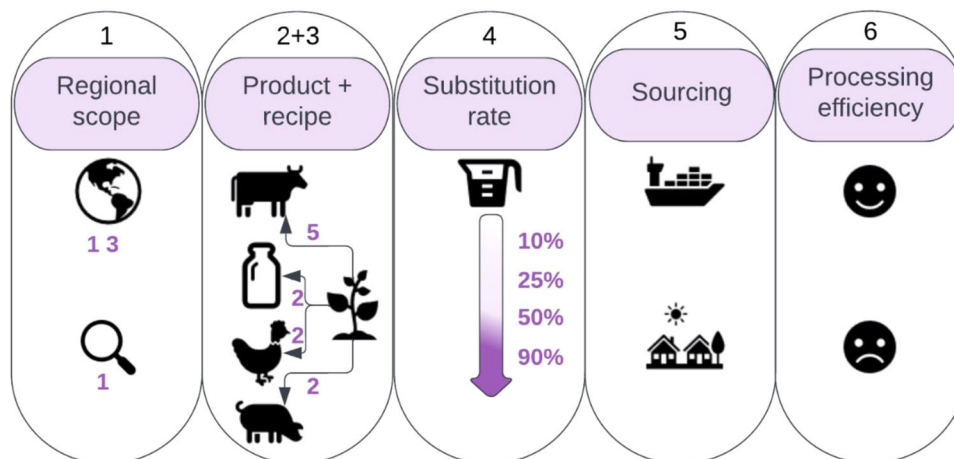 1
Regional
scope
1 3
1
2+3
Product +
recipe
5
2
2
2
4
Substitution
rate
10%
25%
50%
90%
5
Sourcing
6
Processing
efficiency